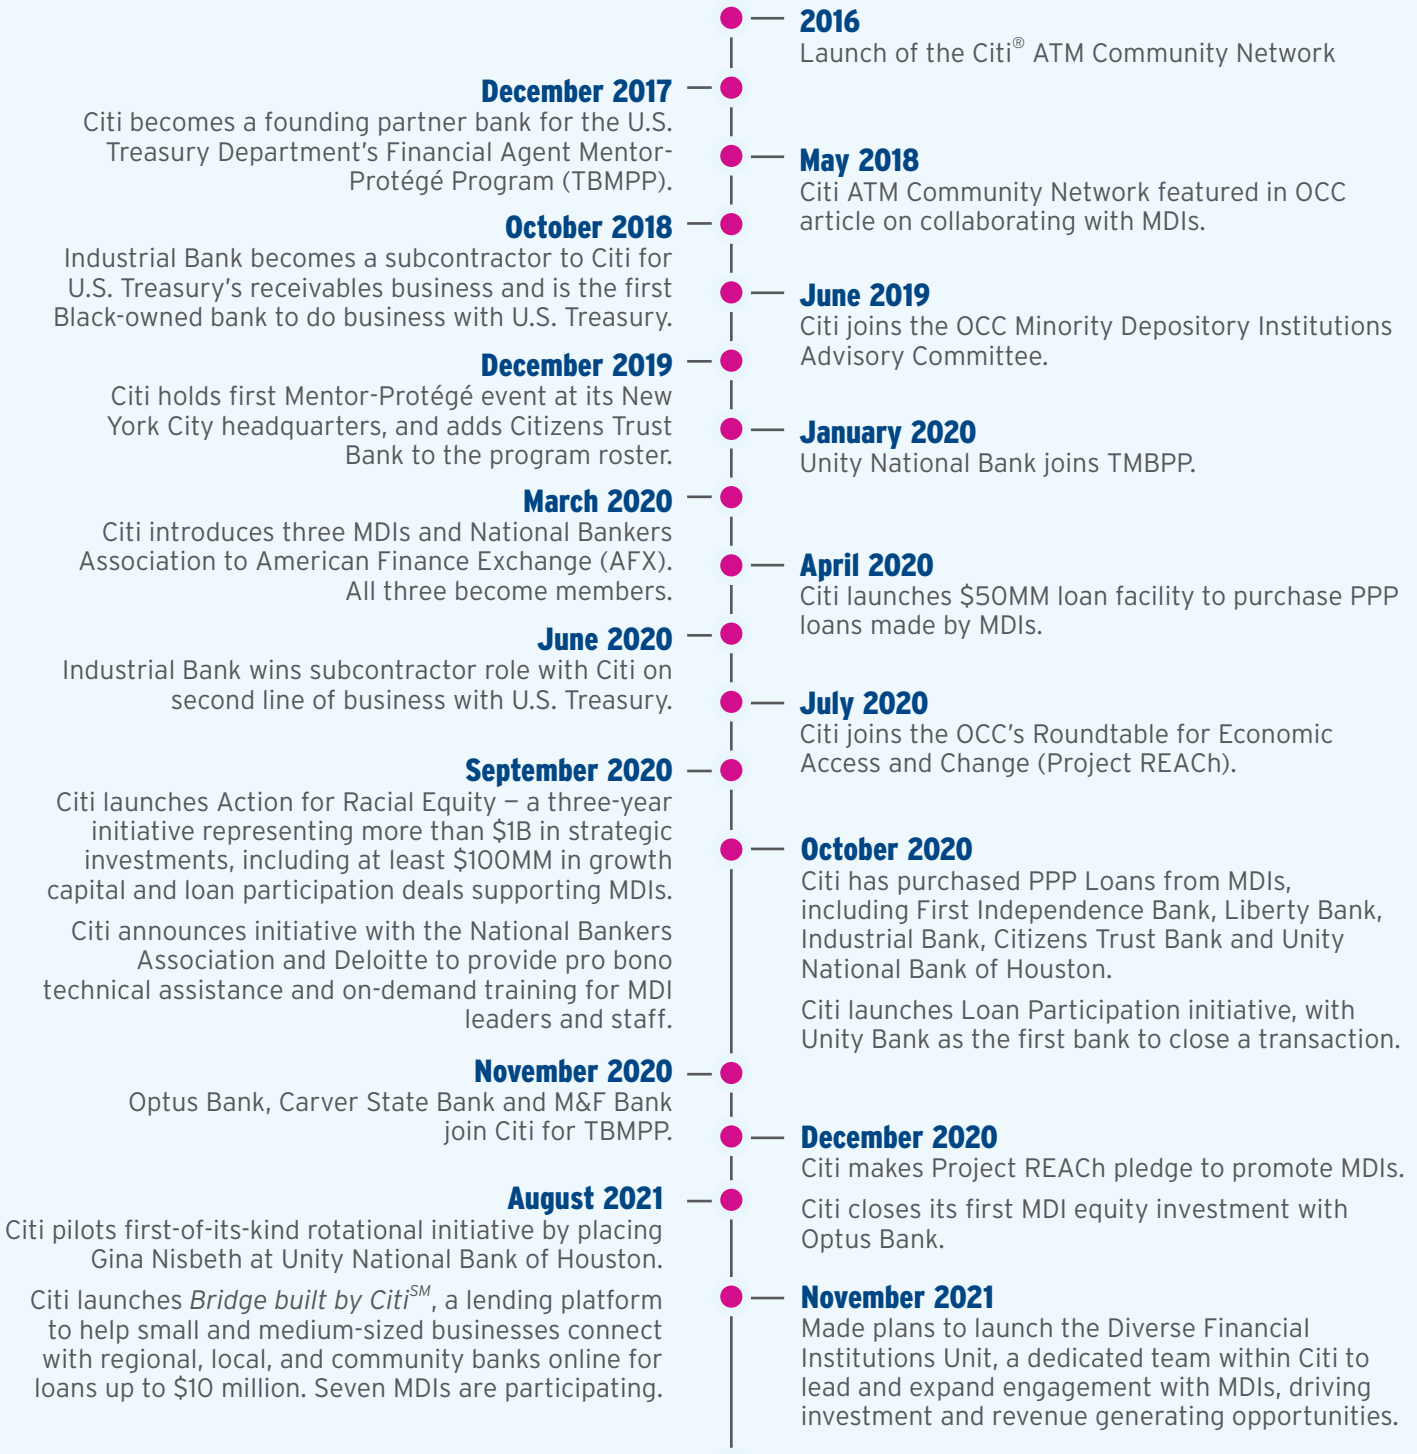 2016
Launch of the Citi® ATM Community Network
December 2017
Citi becomes a founding partner bank for the U.S.
Treasury Department's Financial Agent Mentor-
Protégé Program (TBMPP).
May 2018
Citi ATM Community Network featured in OCC
article on collaborating with MDIs.
October 2018
Industrial Bank becomes a subcontractor to Citi for
U.S. Treasury's receivables business and is the first
Black-owned bank to do business with U.S. Treasury.
June 2019
Citi joins the OCC Minority Depository Institutions
Advisory Committee.
December 2019
Citi holds first Mentor-Protégé event at its New
York City headquarters, and adds Citizens Trust
Bank to the program roster.
January 2020
Unity National Bank joins TMBPP.
March 2020
Citi introduces three MDIs and National Bankers
Association to American Finance Exchange (AFX).
All three become members.
April 2020
Citi launches $50MM loan facility to purchase PPP
loans made by MDIs.
June 2020
Industrial Bank wins subcontractor role with Citi on
second line of business with U.S. Treasury.
July 2020
Citi joins the OCC's Roundtable for Economic
Access and Change (Project REACh).
September 2020
Citi launches Action for Racial Equity – a three-year
initiative representing more than $1B in strategic
investments, including at least $100MM in growth
capital and loan participation deals supporting MDIs.
Citi announces initiative with the National Bankers
Association and Deloitte to provide pro bono
technical assistance and on-demand training for MDI
leaders and staff.
October 2020
Citi has purchased PPP Loans from MDIs,
including First Independence Bank, Liberty Bank,
Industrial Bank, Citizens Trust Bank and Unity
National Bank of Houston.
Citi launches Loan Participation initiative, with
Unity Bank as the first bank to close a transaction.
November 2020
Optus Bank, Carver State Bank and M&F Bank
join Citi for TBMPP.
December 2020
Citi makes Project REACh pledge to promote MDIs.
Citi closes its first MDI equity investment with
Optus Bank.
August 2021
Citi pilots first-of-its-kind rotational initiative by placing
Gina Nisbeth at Unity National Bank of Houston.
Citi launches Bridge built by Citi℠, a lending platform
to help small and medium-sized businesses connect
with regional, local, and community banks online for
loans up to $10 million. Seven MDIs are participating.
November 2021
Made plans to launch the Diverse Financial
Institutions Unit, a dedicated team within Citi to
lead and expand engagement with MDIs, driving
investment and revenue generating opportunities.